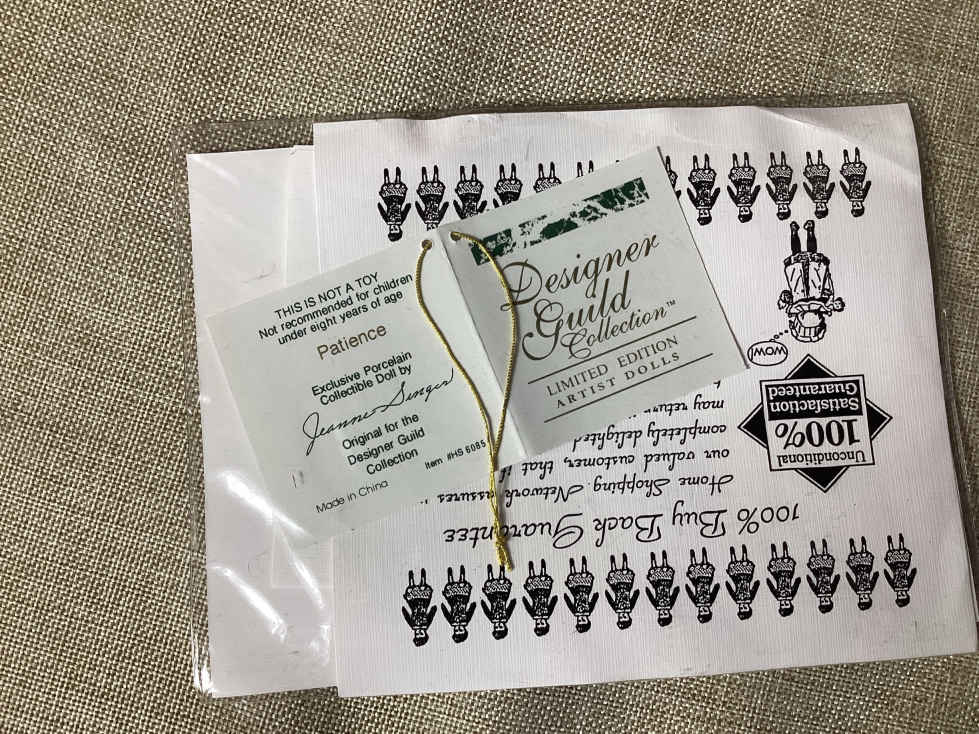 THIS IS NOT A TOY
Not recommended for children
under eight years of age
Patience
Exclusive Porcelain
Collectible Doll by
Jeanne Singer
Original for the
Designer Guild
Collection
Item #HS 6085
Made in China
Designer
Guild
Collection™
LIMITED EDITION
ARTIST DOLLS
100% Buy Back Guarantee
Home Shopping Network assures
our valued customer, that if
completely delighted
may return
Unconditional
100%
Satisfaction
Guaranteed
WOW!